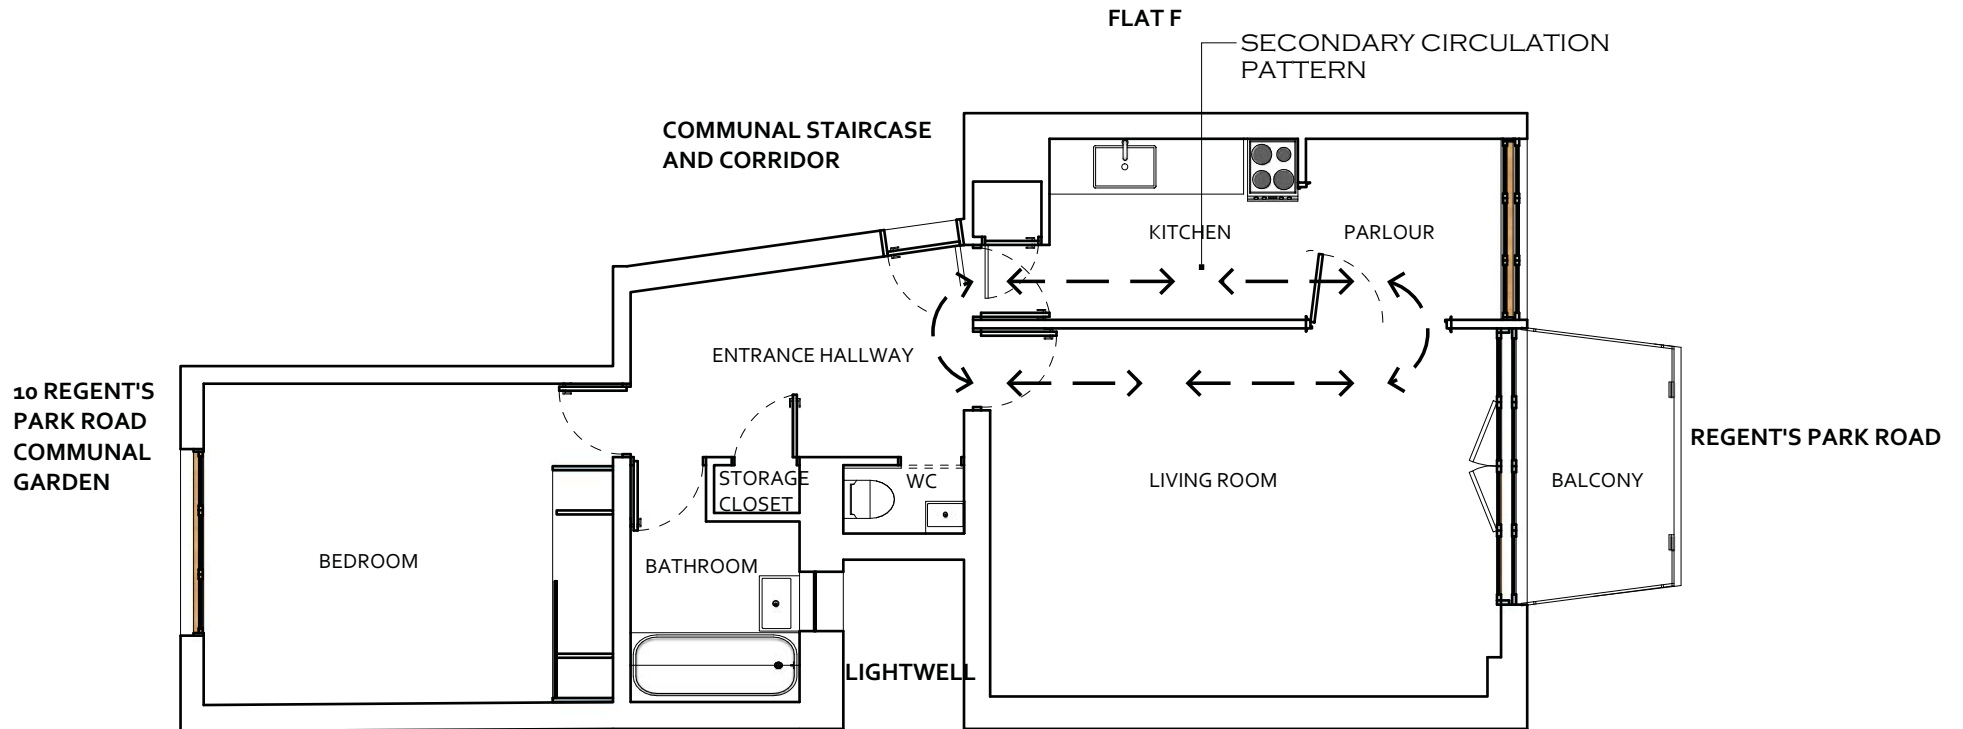 FLAT F
SECONDARY CIRCULATION
PATTERN
COMMUNAL STAIRCASE
AND CORRIDOR
KITCHEN
PARLOUR
ENTRANCE HALLWAY
10 REGENT'S
PARK ROAD
COMMUNAL
GARDEN
REGENT'S PARK ROAD
STORAGE
CLOSET
WC
LIVING ROOM
BALCONY
BEDROOM
BATHROOM
LIGHTWELL